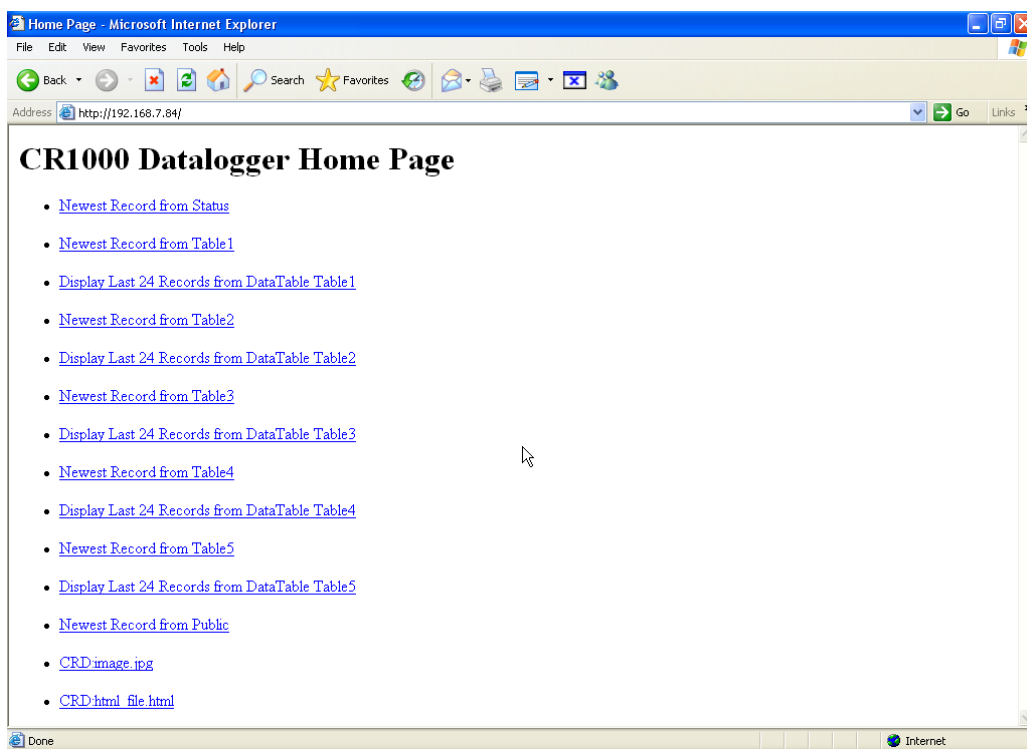 Home Page - Microsoft Internet Explorer
File Edit View Favorites Tools Help
Back Search Favorites
Address http://192.168.7.84/ Go Links
CR1000 Datalogger Home Page
Newest Record from Status
Newest Record from Table1
Display Last 24 Records from DataTable Table1
Newest Record from Table2
Display Last 24 Records from DataTable Table2
Newest Record from Table3
Display Last 24 Records from DataTable Table3
Newest Record from Table4
Display Last 24 Records from DataTable Table4
Newest Record from Table5
Display Last 24 Records from DataTable Table5
Newest Record from Public
CRD:image.jpg
CRD:html_file.html
Done Internet